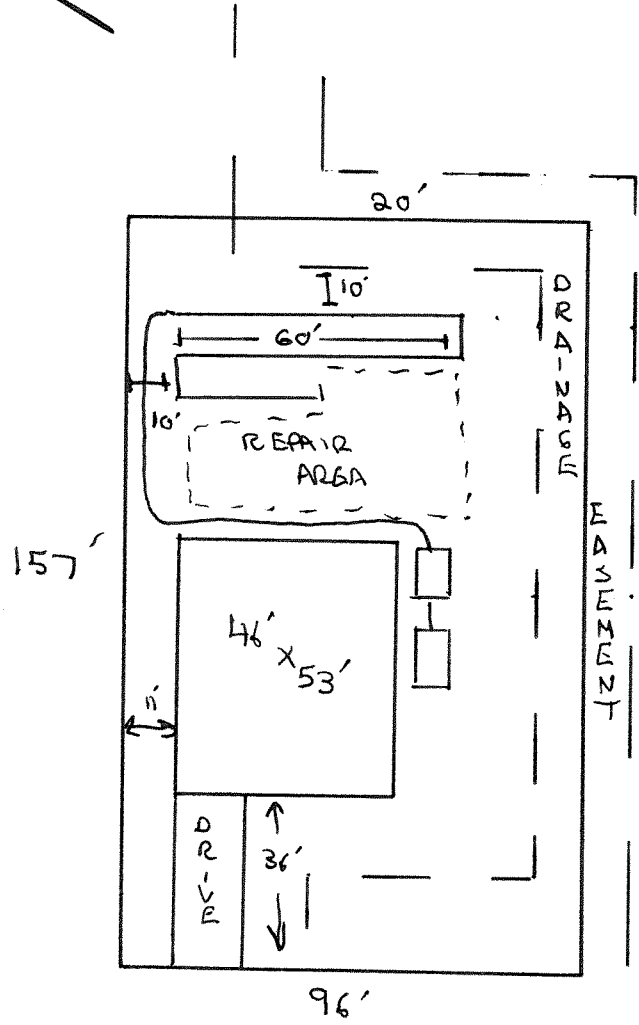 20'
10'
60'
10'
REPAIR
AREA
DRAINAGE
EASEMENT
157'
46' x 53'
11'
DRIVE
36'
96'